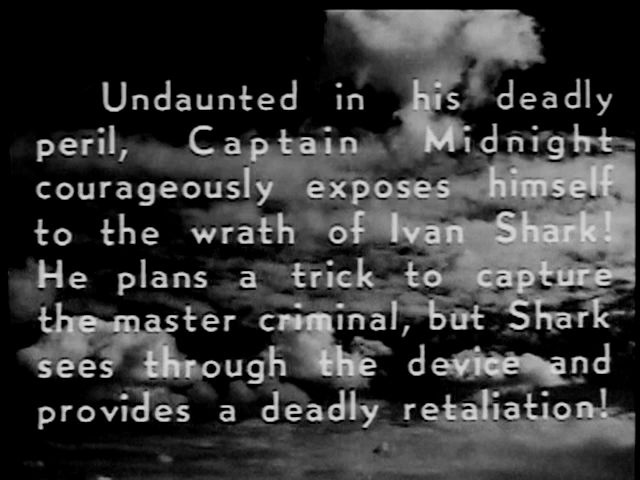 Undaunted in his deadly
peril, Captain Midnight
courageously exposes himself
to the wrath of Ivan Shark!
He plans a trick to capture
the master criminal, but Shark
sees through the device and
provides a deadly retaliation!